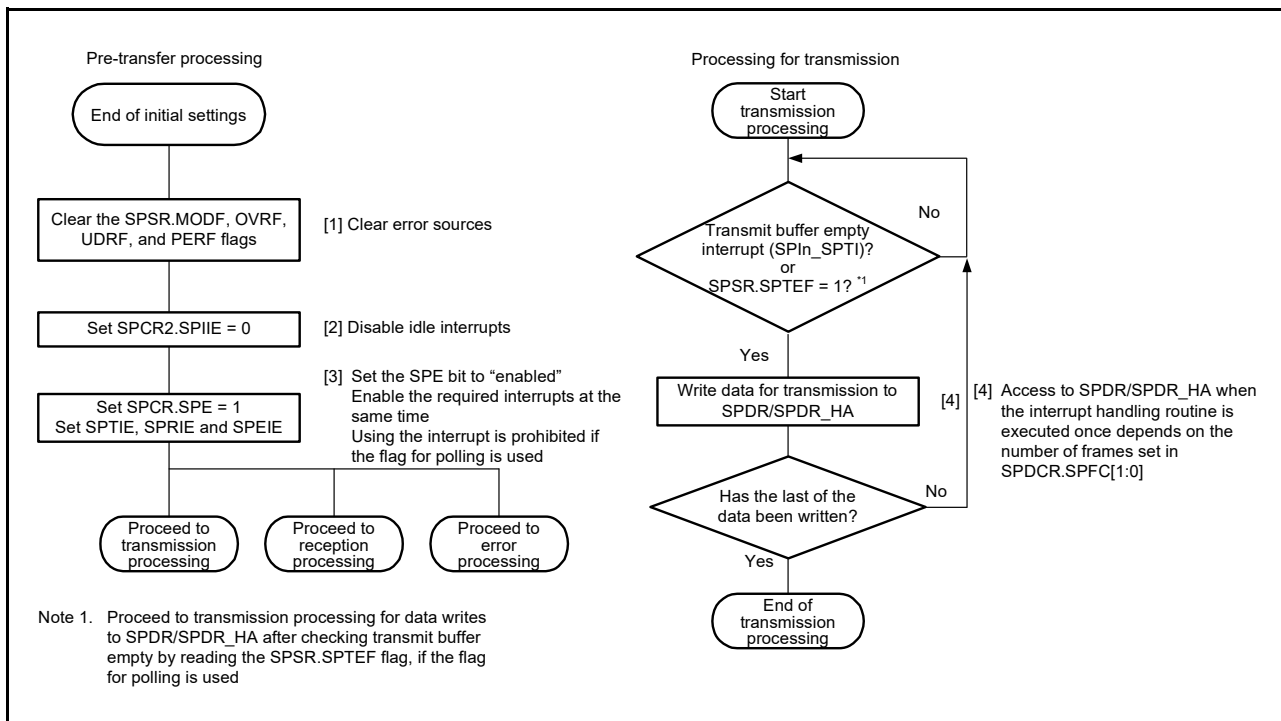 Pre-transfer processing
End of initial settings
Clear the SPSR.MODF, OVRF,
UDRF, and PERF flags
[1] Clear error sources
Set SPCR2.SPIIE = 0
[2] Disable idle interrupts
Set SPCR.SPE = 1
Set SPTIE, SPRIE and SPEIE
[3] Set the SPE bit to “enabled”
Enable the required interrupts at the
same time
Using the interrupt is prohibited if
the flag for polling is used
Proceed to
transmission
processing
Proceed to
reception
processing
Proceed to
error
processing
Note 1. Proceed to transmission processing for data writes
to SPDR/SPDR_HA after checking transmit buffer
empty by reading the SPSR.SPTEF flag, if the flag
for polling is used
Processing for transmission
Start
transmission
processing
Transmit buffer empty
interrupt (SPIn_SPTI)?
or
SPSR.SPTEF = 1? *1
No
Yes
Write data for transmission to
SPDR/SPDR_HA
[4]
[4] Access to SPDR/SPDR_HA when
the interrupt handling routine is
executed once depends on the
number of frames set in
SPDCR.SPFC[1:0]
Has the last of the
data been written?
No
Yes
End of
transmission
processing